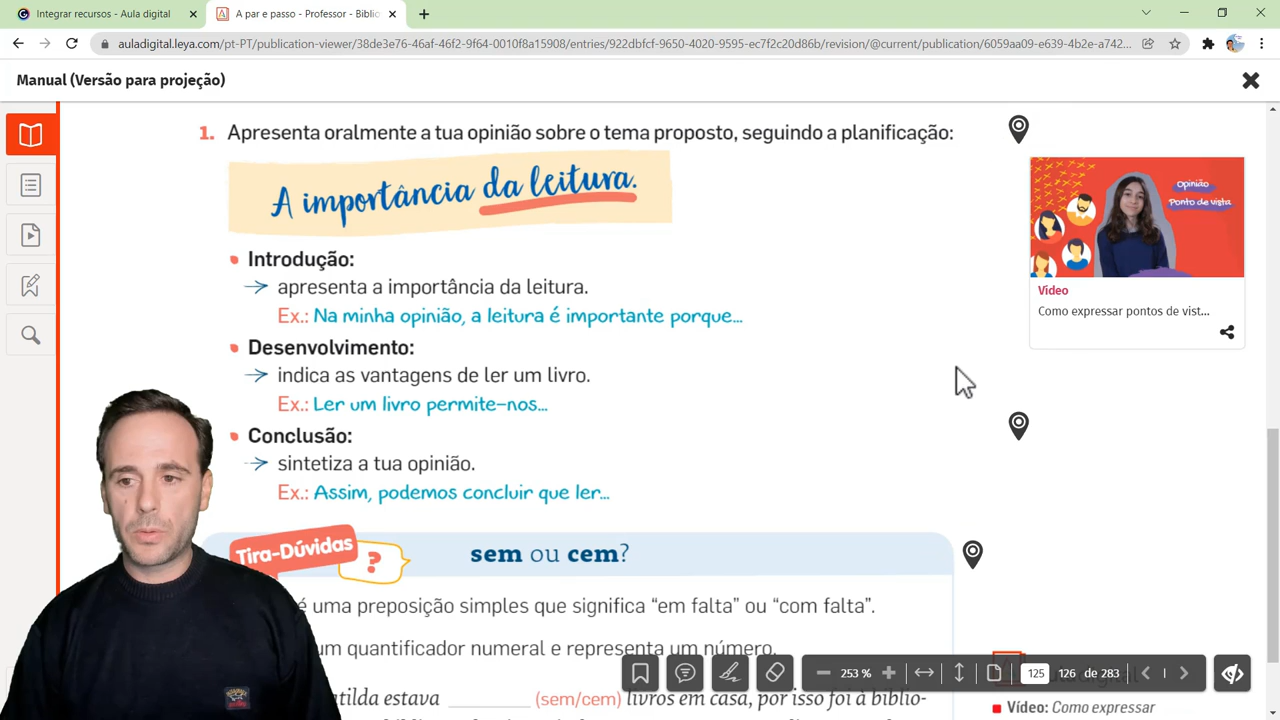 Integrar recursos - Aula digital
A par e passo - Professor - Biblio
auladigital.leya.com/pt-PT/publication-viewer/38de3e76-46af-46f2-9f64-001f0f8a15908/entries/922dbfcf-9650-4020-9595-ec7f2c20d86b/revision/@current/publication/6059aa09-e639-4b2e-a742...
Manual (Versão para projeção)
1. Apresenta oralmente a tua opinião sobre o tema proposto, seguindo a planificação:
A importância da leitura.
Opinião
Ponto de vista
Vídeo
Como expressar pontos de vist...
Introdução:
apresenta a importância da leitura.
Ex.: Na minha opinião, a leitura é importante porque...
Desenvolvimento:
indica as vantagens de ler um livro.
Ex.: Ler um livro permite-nos...
Conclusão:
sintetiza a tua opinião.
Ex.: Assim, podemos concluir que ler...
Tira-Dúvidas ?
sem ou cem?
é uma preposição simples que significa "em falta" ou "com falta".
um quantificador numeral e representa um número.
253 %
125 126 de 283
atilda estava ________ (sem/cem) livros em casa, por isso foi à biblio-
Vídeo: Como expressar